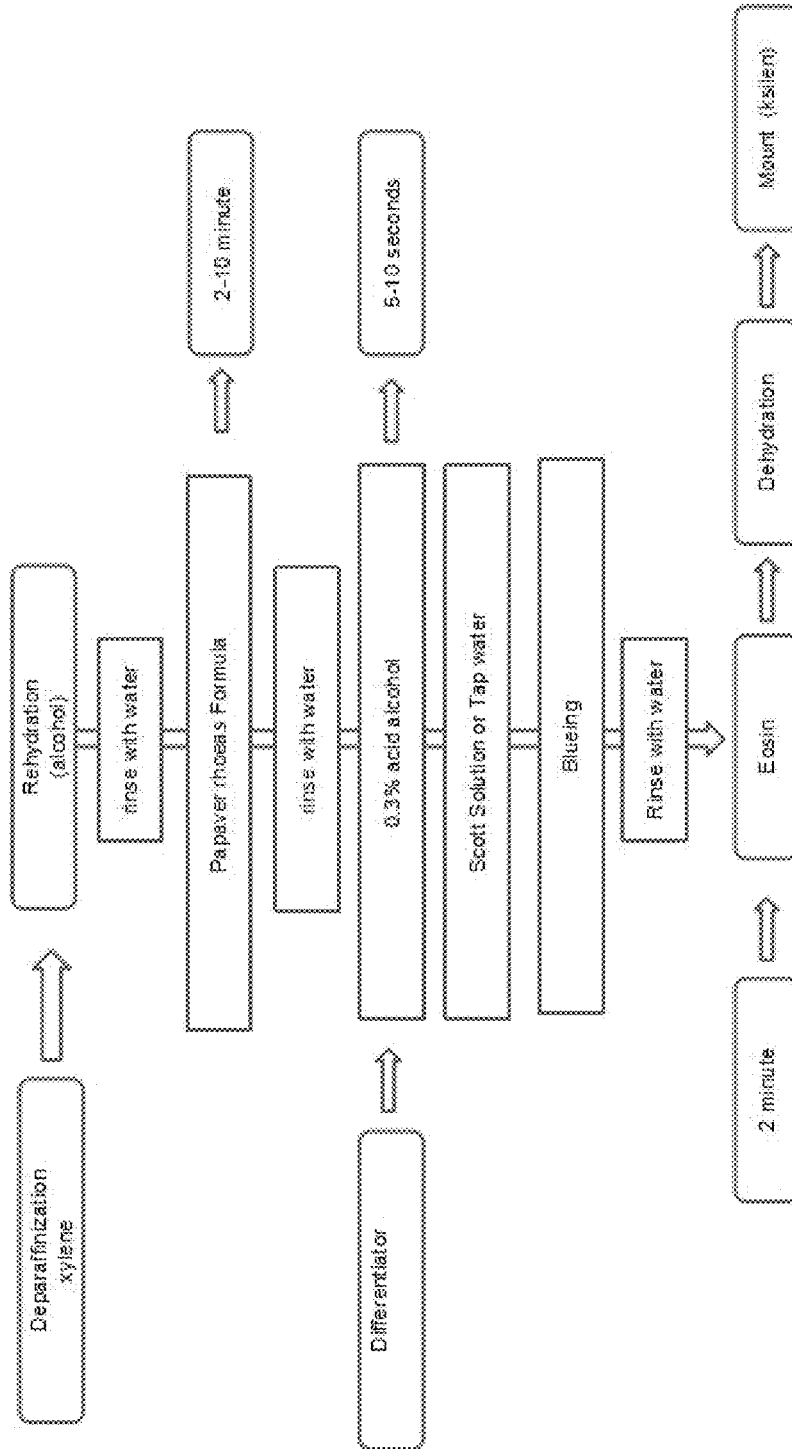 Deparaffinization
xylene
Rehydration
(alcohol)
rinse with water
Papaver rhoeas Formula
2-10 minute
rinse with water
Differentiator
0.3% acid alcohol
5-10 seconds
Scott Solution or Tap water
Blueing
Rinse with water
2 minute
Eosin
Dehydration
Mount (ksilen)